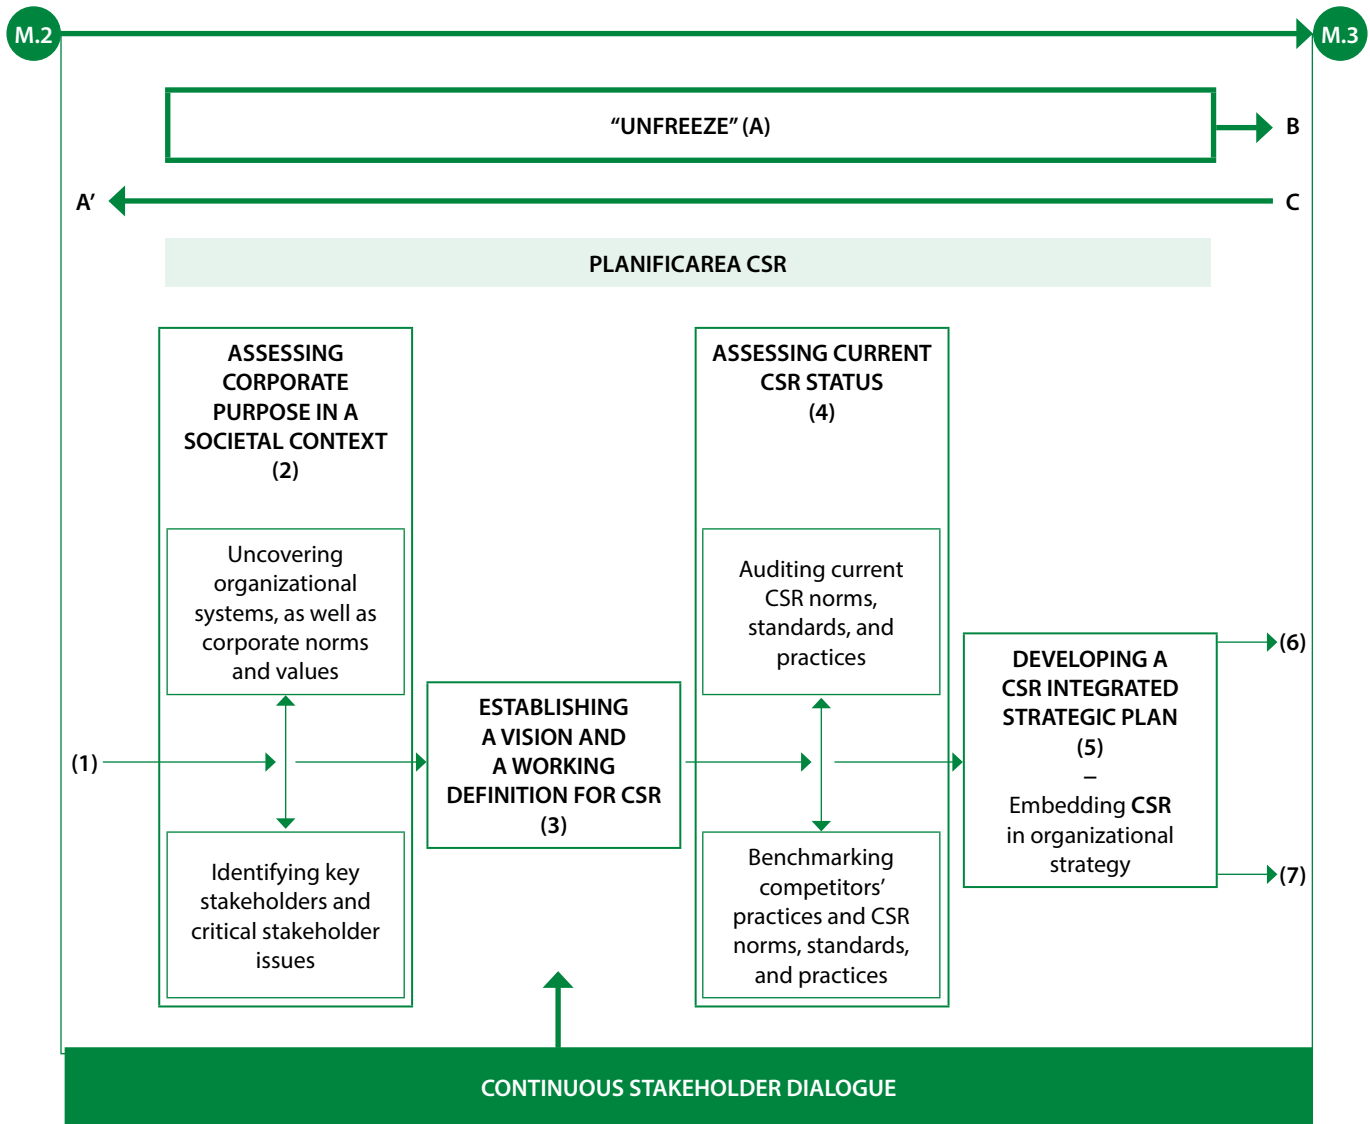 M.2
M.3
“UNFREEZE” (A)
B
A’
C
PLANIFICAREA CSR
ASSESSING
CORPORATE
PURPOSE IN A
SOCIETAL CONTEXT
(2)
Uncovering
organizational
systems, as well as
corporate norms
and values
(1)
Identifying key
stakeholders and
critical stakeholder
issues
ESTABLISHING
A VISION AND
A WORKING
DEFINITION FOR CSR
(3)
ASSESSING CURRENT
CSR STATUS
(4)
Auditing current
CSR norms,
standards, and
practices
Benchmarking
competitors’
practices and CSR
norms, standards,
and practices
DEVELOPING A
CSR INTEGRATED
STRATEGIC PLAN
(5)
–
Embedding CSR
in organizational
strategy
(6)
(7)
CONTINUOUS STAKEHOLDER DIALOGUE